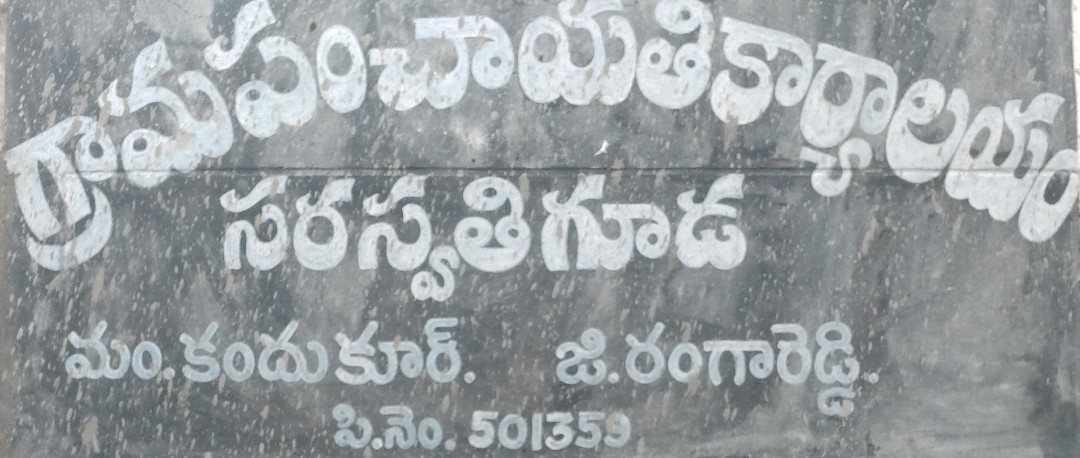 గ్రామపంచాయతికార్యాలయం
సరస్వతిగూడ
మం.కందుకూర్. జి.రంగారెడ్డి.
పి.నెం. 501359